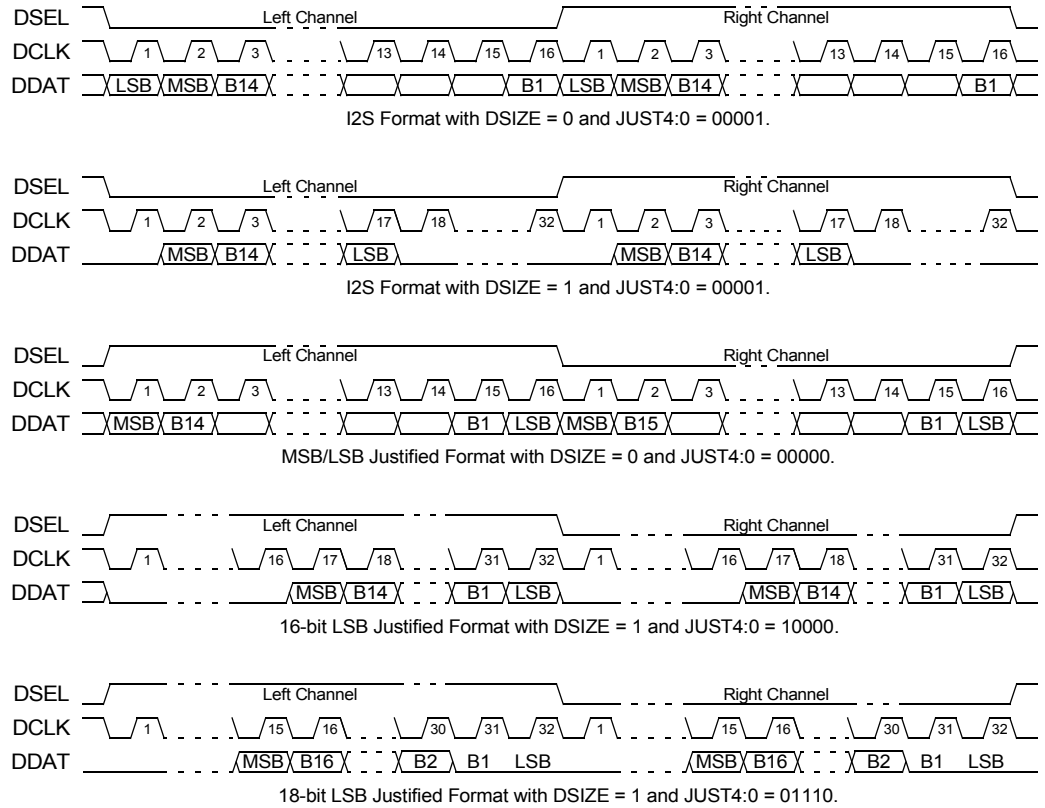 DSEL Left Channel Right Channel
DCLK 1 2 3 13 14 15 16 1 2 3 13 14 15 16
DDAT LSB MSB B14 B1 LSB MSB B14 B1
I2S Format with DSIZE = 0 and JUST4:0 = 00001.
DSEL Left Channel Right Channel
DCLK 1 2 3 17 18 32 1 2 3 17 18 32
DDAT MSB B14 LSB MSB B14 LSB
I2S Format with DSIZE = 1 and JUST4:0 = 00001.
DSEL Left Channel Right Channel
DCLK 1 2 3 13 14 15 16 1 2 3 13 14 15 16
DDAT MSB B14 B1 LSB MSB B15 B1 LSB
MSB/LSB Justified Format with DSIZE = 0 and JUST4:0 = 00000.
DSEL Left Channel Right Channel
DCLK 1 16 17 18 31 32 1 16 17 18 31 32
DDAT MSB B14 B1 LSB MSB B14 B1 LSB
16-bit LSB Justified Format with DSIZE = 1 and JUST4:0 = 10000.
DSEL Left Channel Right Channel
DCLK 1 15 16 30 31 32 1 15 16 30 31 32
DDAT MSB B16 B2 B1 LSB MSB B16 B2 B1 LSB
18-bit LSB Justified Format with DSIZE = 1 and JUST4:0 = 01110.